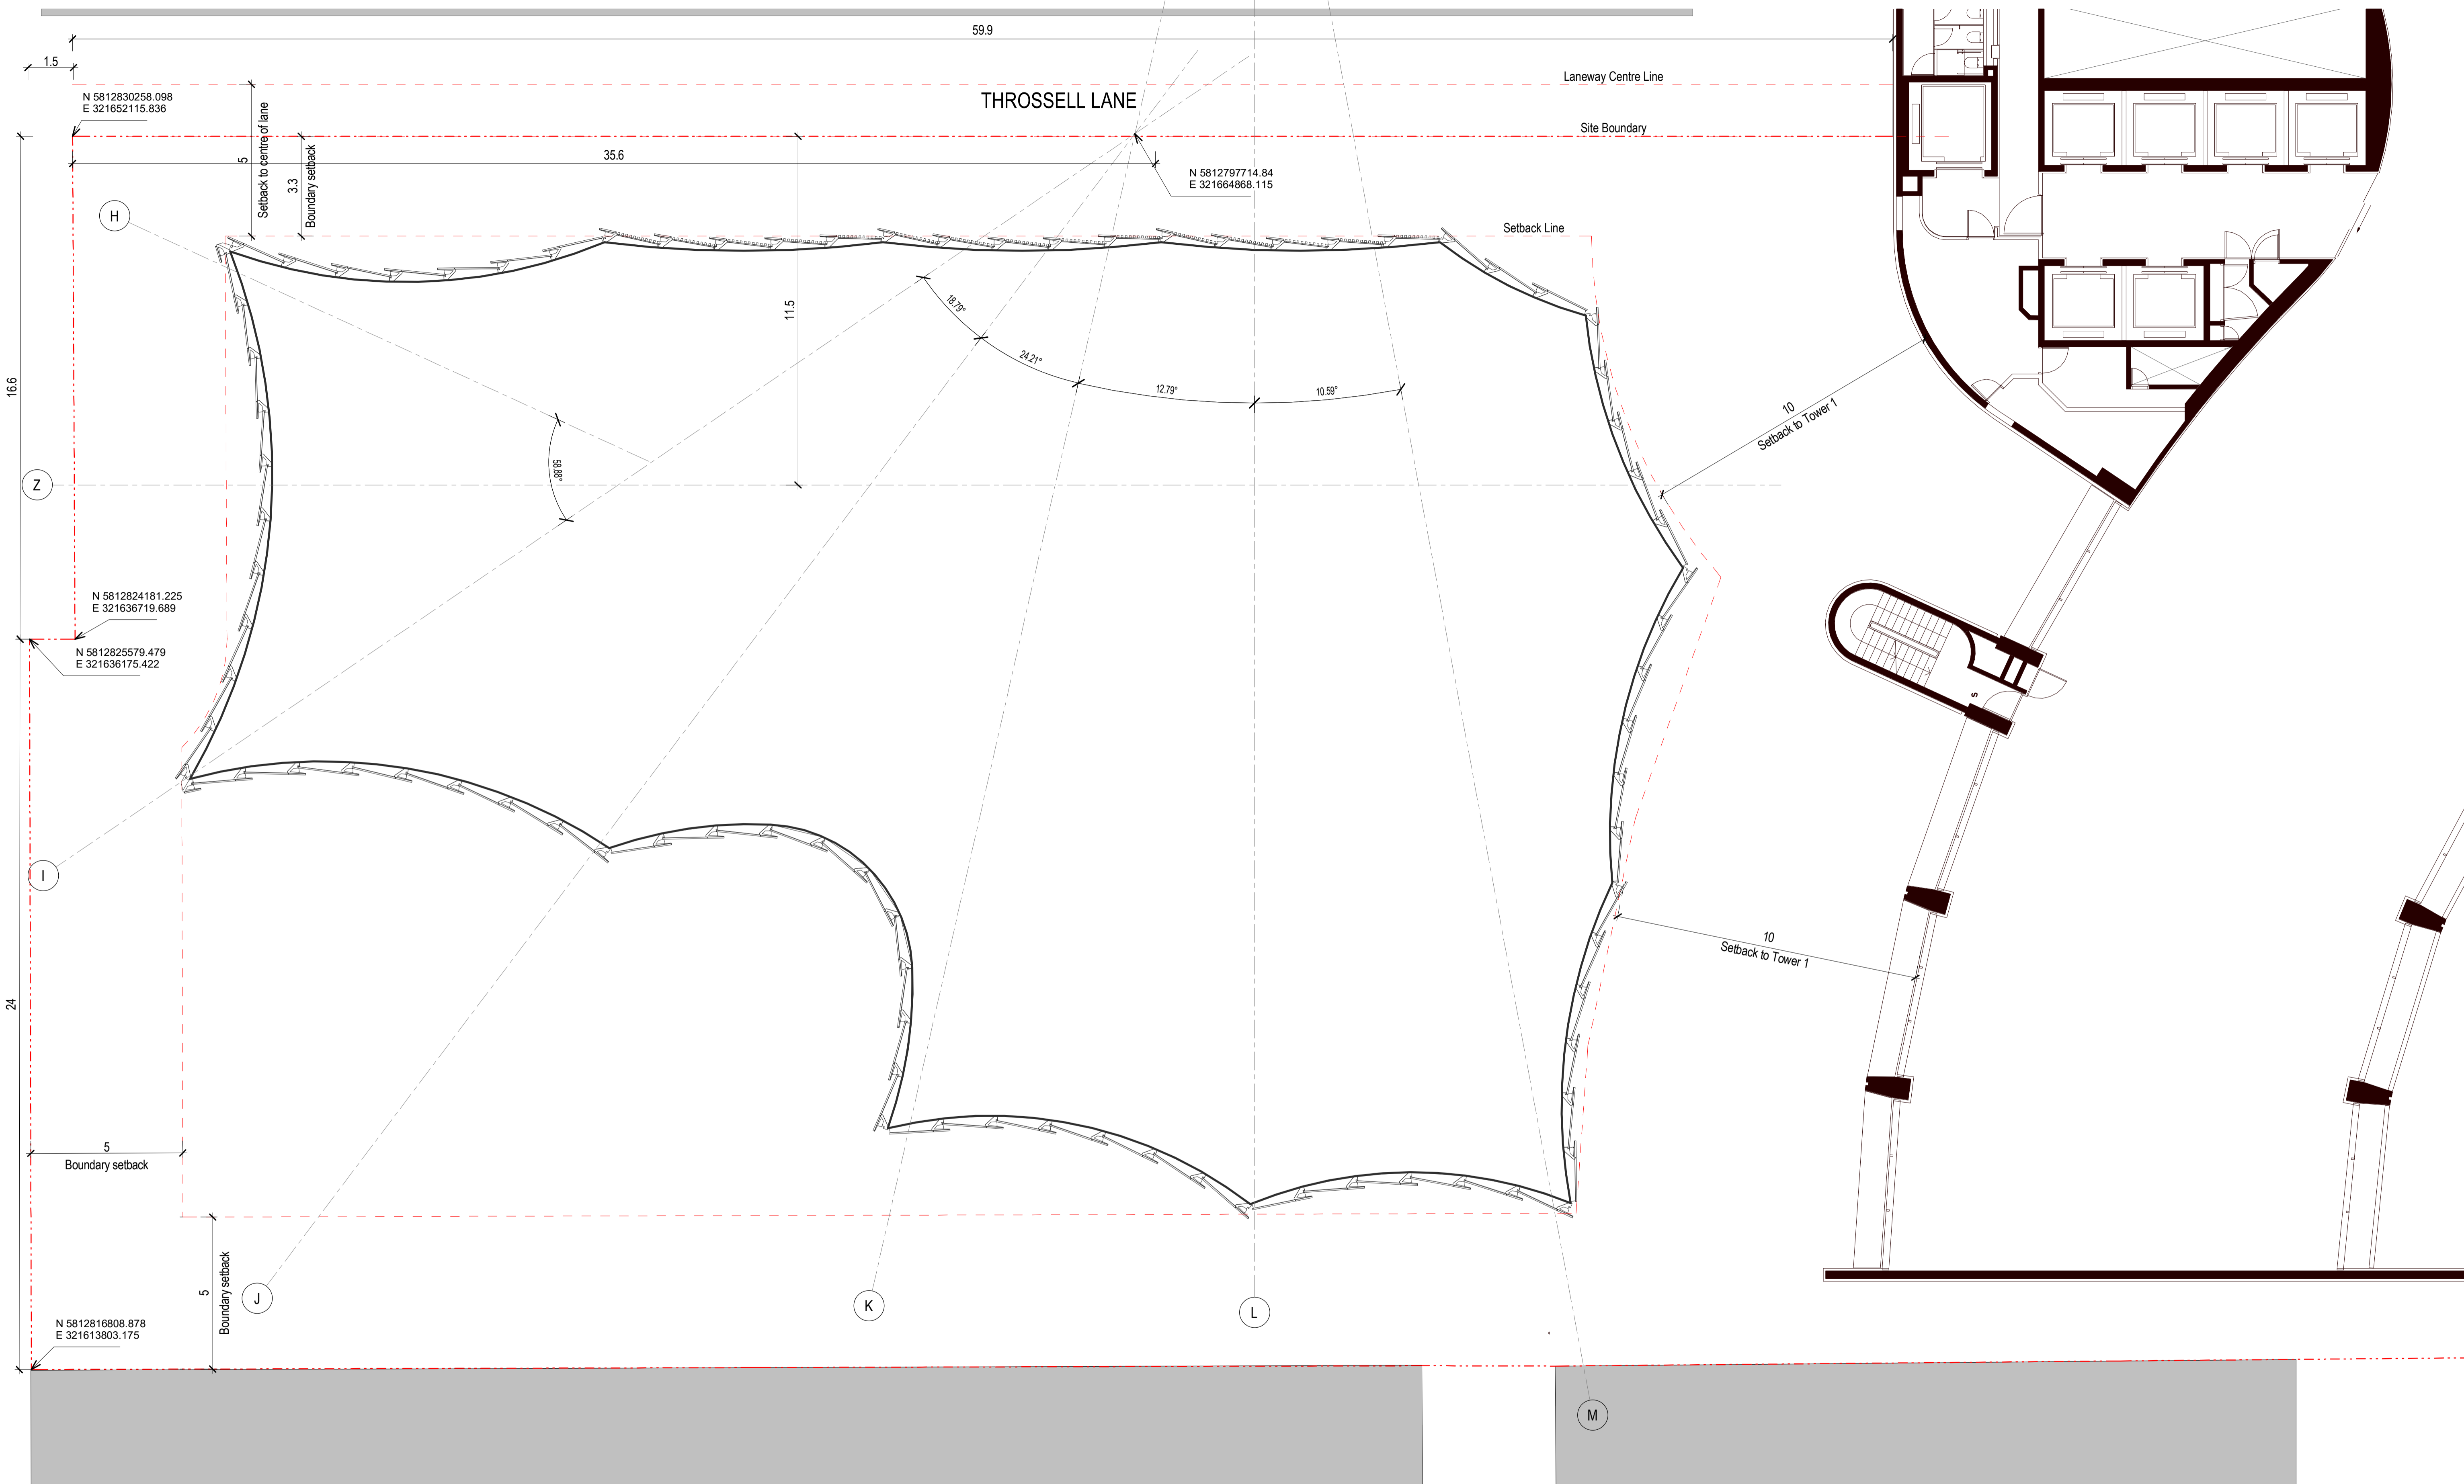 59.9
1.5
Laneway Centre Line
N 5812830258.098
E 321652115.836
THROSSELL LANE
Site Boundary
5
Setback to centre of lane
3.3
Boundary setback
35.6
N 5812797714.84
E 321664868.115
H
Setback Line
11.5
18.79°
24.21°
12.79°
10.59°
16.6
10
Setback to Tower 1
58.88°
Z
N 5812824181.225
E 321636719.689
N 5812825579.479
E 321636175.422
S
I
10
Setback to Tower 1
24
5
Boundary setback
5
Boundary setback
J
K
L
N 5812816808.878
E 321613803.175
M